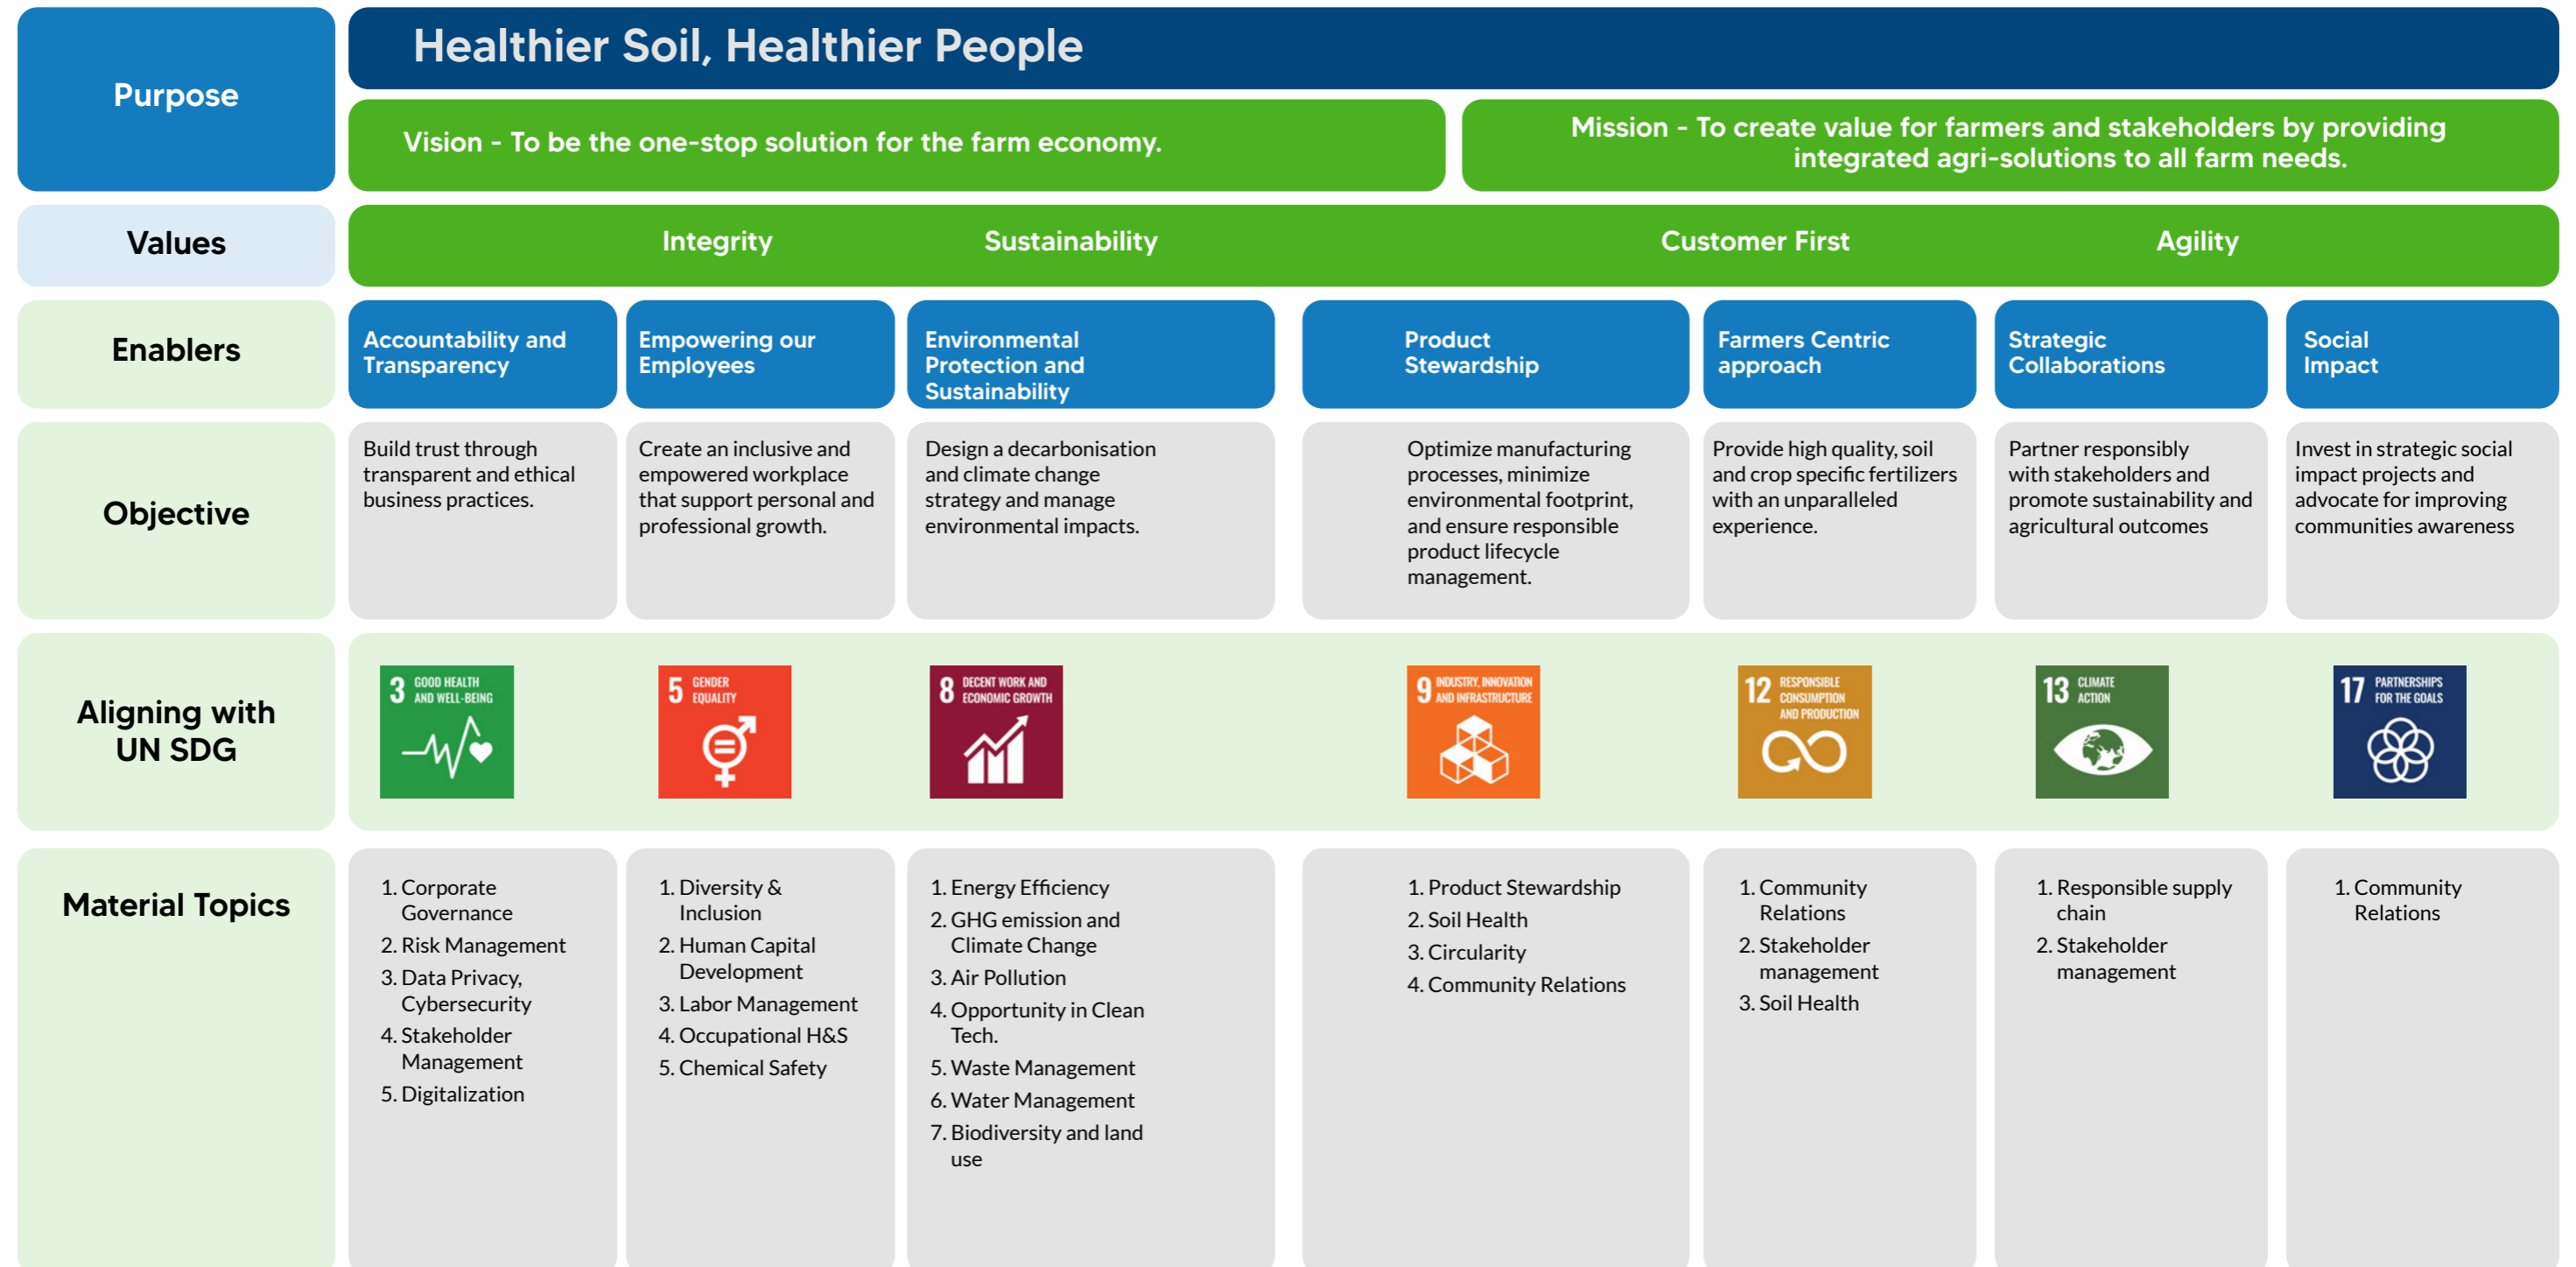 Purpose
Healthier Soil, Healthier People
Vision - To be the one-stop solution for the farm economy.
Mission - To create value for farmers and stakeholders by providing
integrated agri-solutions to all farm needs.
Values
Integrity
Sustainability
Customer First
Agility
Enablers
Accountability and
Transparency
Empowering our
Employees
Environmental
Protection and
Sustainability
Product
Stewardship
Farmers Centric
approach
Strategic
Collaborations
Social
Impact
Objective
Build trust through
transparent and ethical
business practices.
Create an inclusive and
empowered workplace
that support personal and
professional growth.
Design a decarbonisation
and climate change
strategy and manage
environmental impacts.
Optimize manufacturing
processes, minimize
environmental footprint,
and ensure responsible
product lifecycle
management.
Provide high quality, soil
and crop specific fertilizers
with an unparalleled
experience.
Partner responsibly
with stakeholders and
promote sustainability and
agricultural outcomes
Invest in strategic social
impact projects and
advocate for improving
communities awareness
Aligning with
UN SDG
3 GOOD HEALTH
AND WELL-BEING
5 GENDER
EQUALITY
8 DECENT WORK AND
ECONOMIC GROWTH
9 INDUSTRY, INNOVATION
AND INFRASTRUCTURE
12 RESPONSIBLE
CONSUMPTION
AND PRODUCTION
13 CLIMATE
ACTION
17 PARTNERSHIPS
FOR THE GOALS
Material Topics
1. Corporate
Governance
2. Risk Management
3. Data Privacy,
Cybersecurity
4. Stakeholder
Management
5. Digitalization
1. Diversity &
Inclusion
2. Human Capital
Development
3. Labor Management
4. Occupational H&S
5. Chemical Safety
1. Energy Efficiency
2. GHG emission and
Climate Change
3. Air Pollution
4. Opportunity in Clean
Tech.
5. Waste Management
6. Water Management
7. Biodiversity and land
use
1. Product Stewardship
2. Soil Health
3. Circularity
4. Community Relations
1. Community
Relations
2. Stakeholder
management
3. Soil Health
1. Responsible supply
chain
2. Stakeholder
management
1. Community
Relations